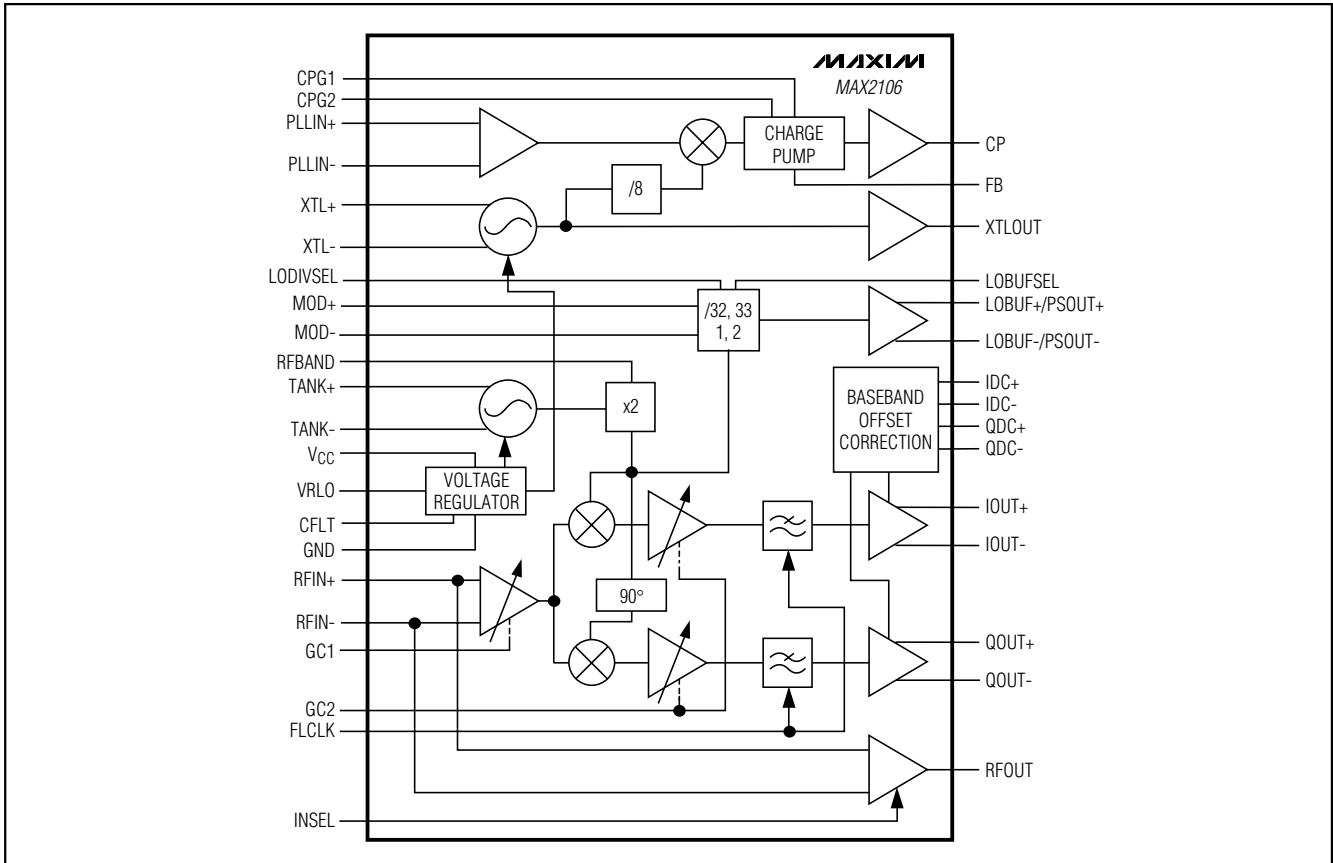 MAXIM
MAX2106
CPG1
CPG2
PLLIN+
PLLIN-
XTL+
XTL-
LODIVSEL
MOD+
MOD-
RFBAND
TANK+
TANK-
VCC
VRLO
CFLT
GND
RFIN+
RFIN-
GC1
GC2
FLCLK
INSEL
CHARGE
PUMP
/8
/32, 33
1, 2
x2
VOLTAGE
REGULATOR
90°
BASEBAND
OFFSET
CORRECTION
CP
FB
XTLOUT
LOBUFSEL
LOBUF+/PSOUT+
LOBUF-/PSOUT-
IDC+
IDC-
QDC+
QDC-
IOUT+
IOUT-
QOUT+
QOUT-
RFOUT